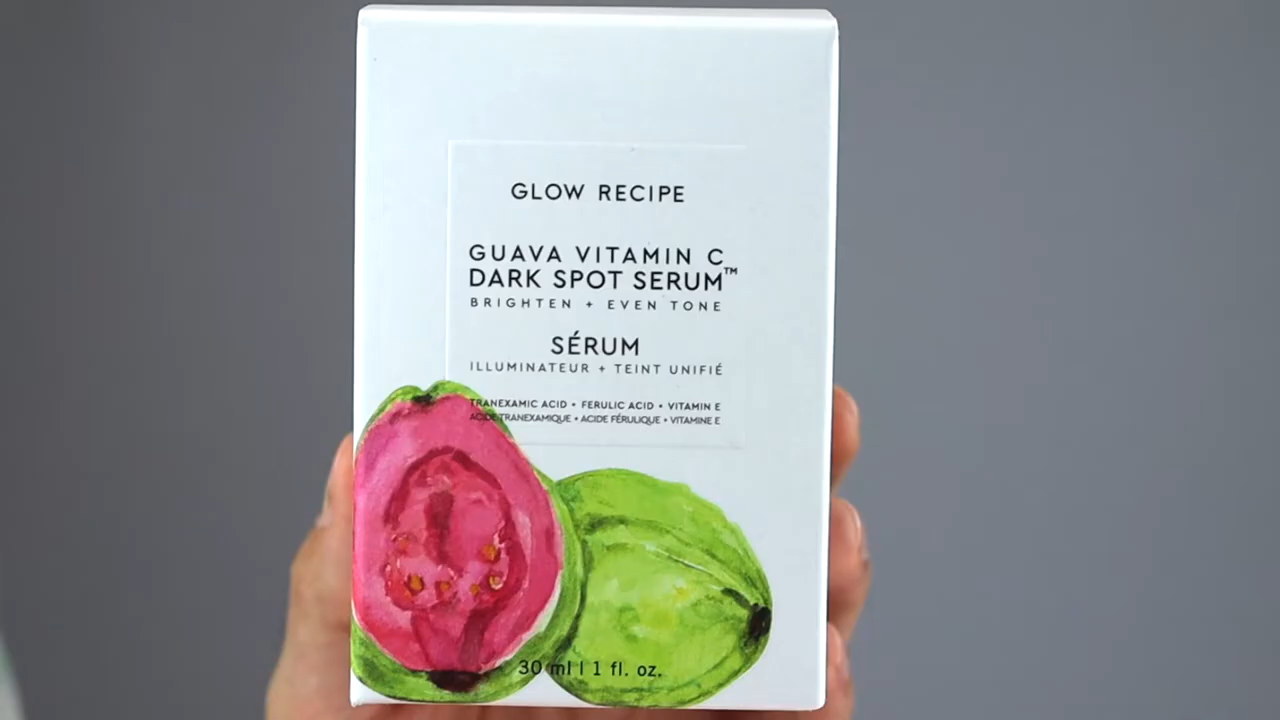 GLOW RECIPE
GUAVA VITAMIN C
DARK SPOT SERUM™
BRIGHTEN + EVEN TONE
SÉRUM
ILLUMINATEUR + TEINT UNIFIÉ
TRANEXAMIC ACID • FERULIC ACID • VITAMIN E
ACIDE TRANEXAMIQUE • ACIDE FÉRULIQUE • VITAMINE E
30 ml | 1 fl. oz.